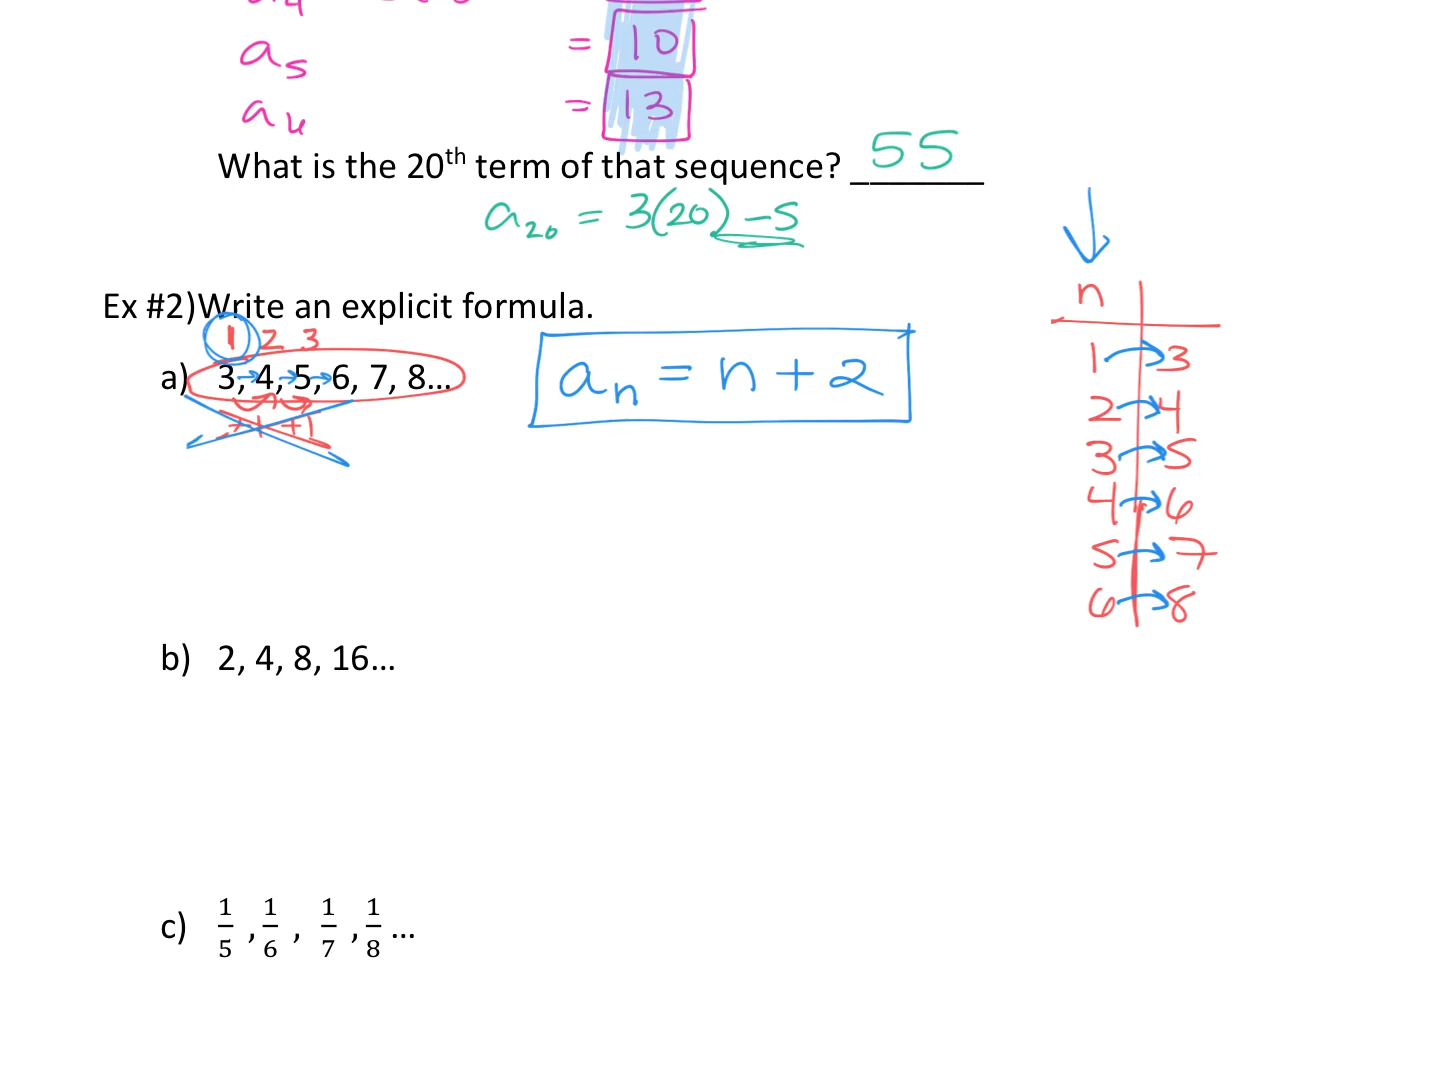 a₅ = 10
a₆ = 13
What is the 20th term of that sequence? 55
a₂₀ = 3(20) – 5
Ex #2)Write an explicit formula.
1 2 3
a) 3, 4, 5, 6, 7, 8...
+1 +1
aₙ = n + 2
n
1 3
2 4
3 5
4 6
5 7
6 8
b) 2, 4, 8, 16...
c) 1/5 , 1/6 , 1/7 , 1/8 ...